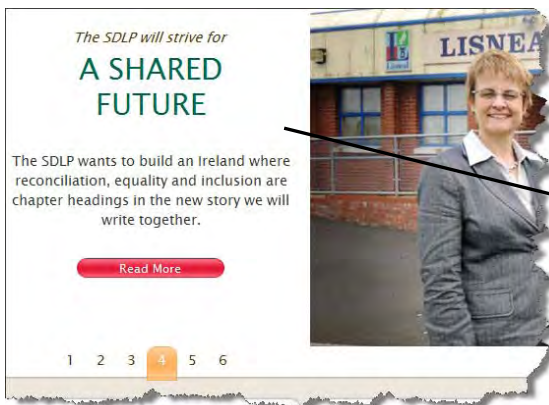 The SDLP will strive for
A SHARED
FUTURE
The SDLP wants to build an Ireland where
reconciliation, equality and inclusion are
chapter headings in the new story we will
write together.
Read More
1 2 3 4 5 6
LISNEA